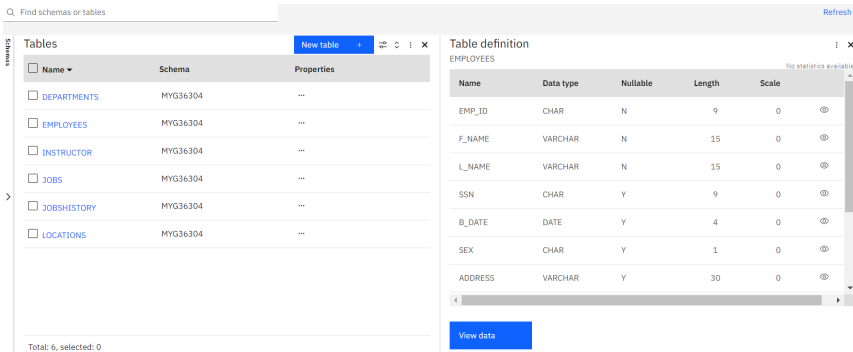 Find schemas or tables
Refresh
Schemas
Tables
New table +
Name Schema Properties
DEPARTMENTS MYG36304 ...
EMPLOYEES MYG36304 ...
INSTRUCTOR MYG36304 ...
JOBS MYG36304 ...
JOBSHISTORY MYG36304 ...
LOCATIONS MYG36304 ...
Total: 6, selected: 0
Table definition
EMPLOYEES
No statistics available
Name Data type Nullable Length Scale
EMP_ID CHAR N 9 0
F_NAME VARCHAR N 15 0
L_NAME VARCHAR N 15 0
SSN CHAR Y 9 0
B_DATE DATE Y 4 0
SEX CHAR Y 1 0
ADDRESS VARCHAR Y 30 0
View data